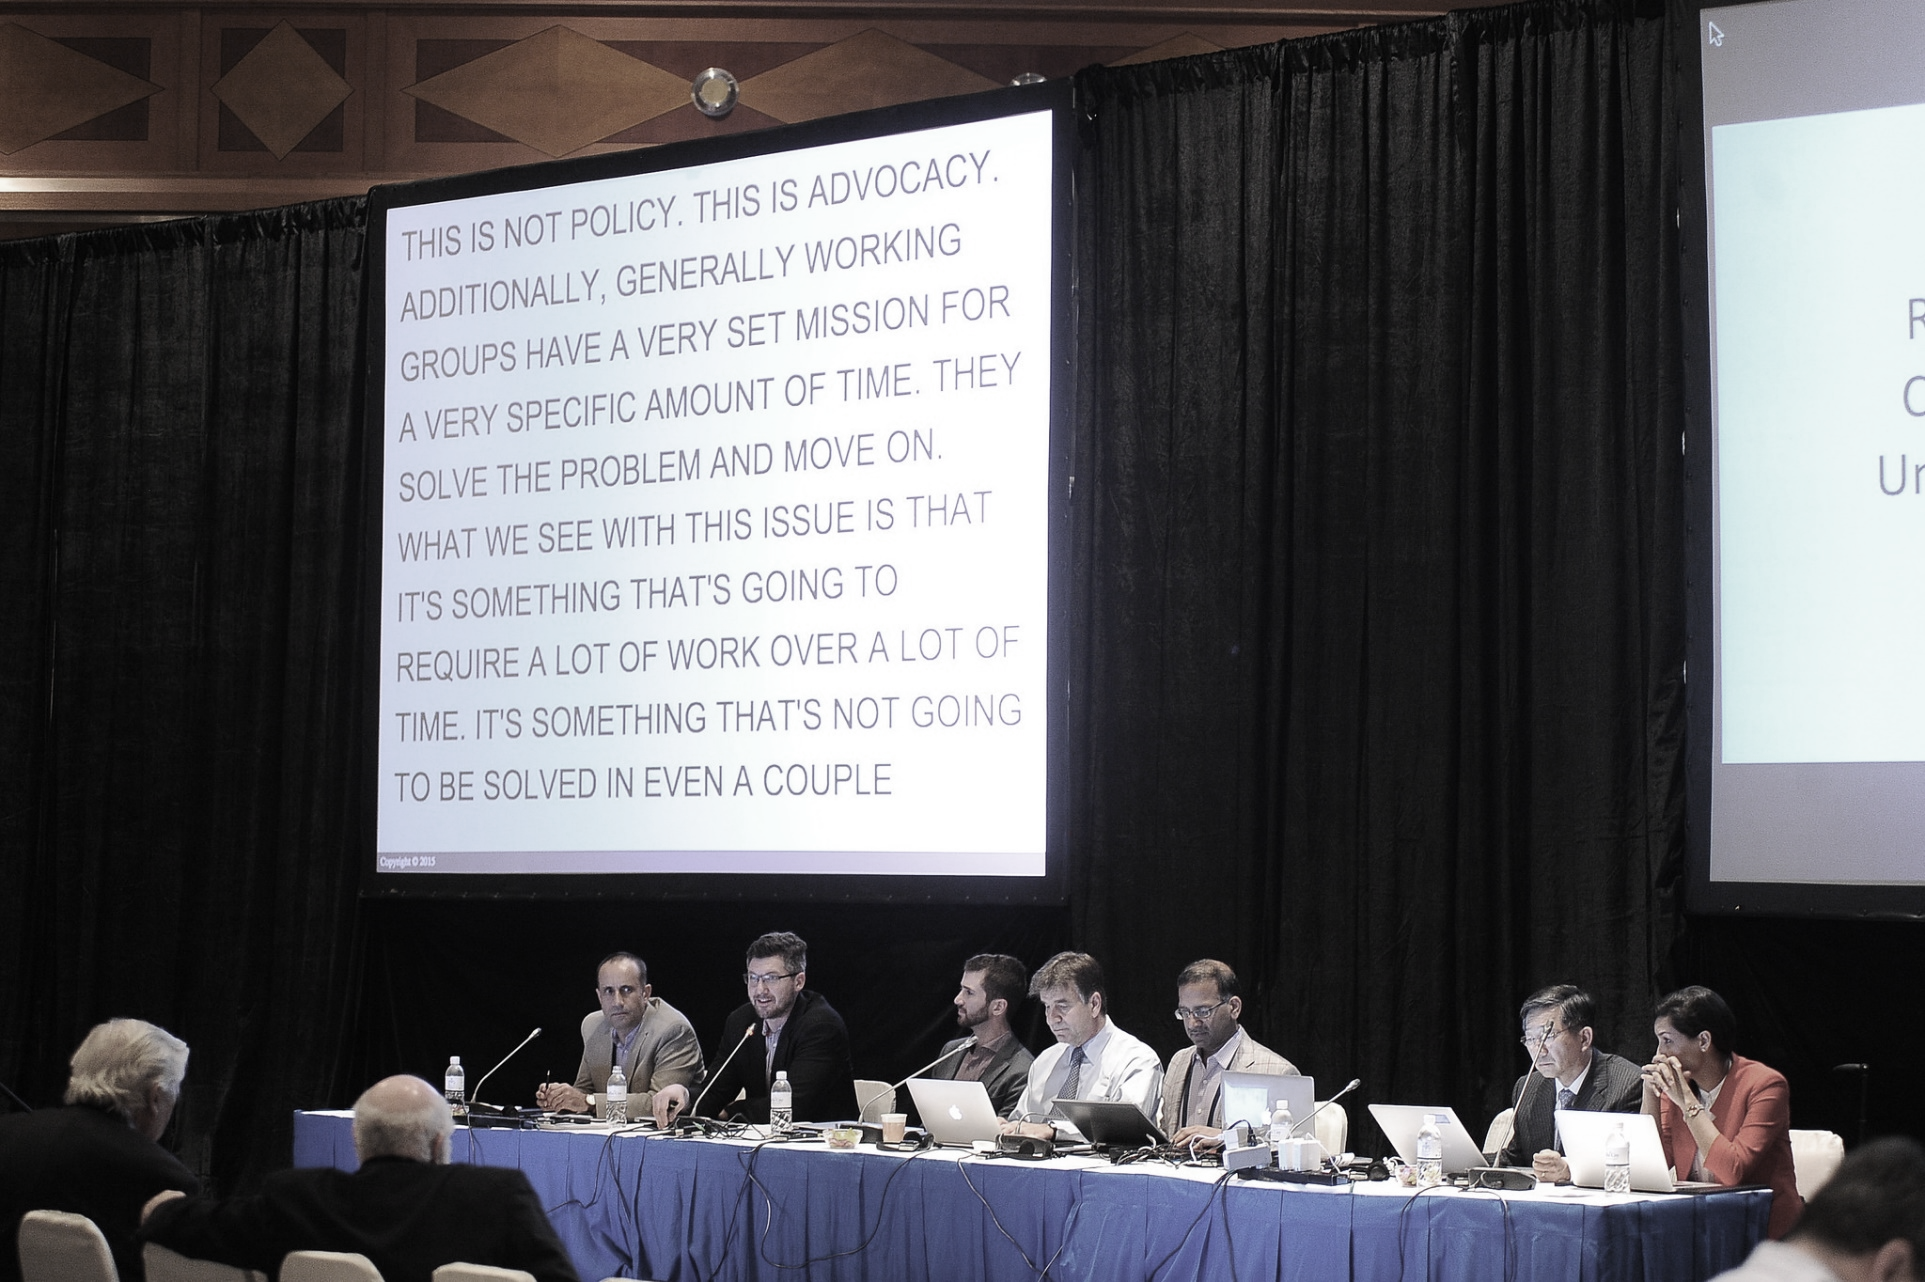 THIS IS NOT POLICY. THIS IS ADVOCACY.
ADDITIONALLY, GENERALLY WORKING
GROUPS HAVE A VERY SET MISSION FOR
A VERY SPECIFIC AMOUNT OF TIME. THEY
SOLVE THE PROBLEM AND MOVE ON.
WHAT WE SEE WITH THIS ISSUE IS THAT
IT'S SOMETHING THAT'S GOING TO
REQUIRE A LOT OF WORK OVER A LOT OF
TIME. IT'S SOMETHING THAT'S NOT GOING
TO BE SOLVED IN EVEN A COUPLE
Copyright © 2015